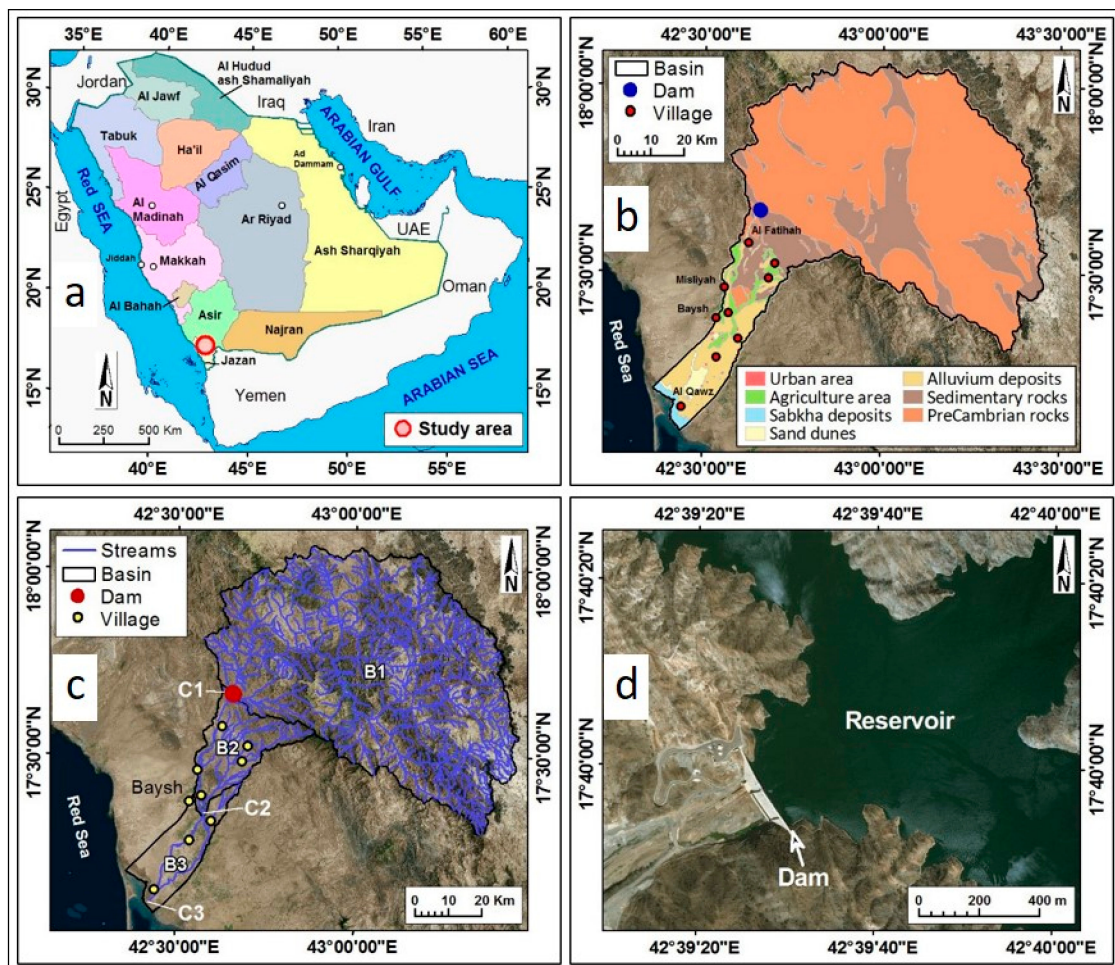 35°E 40°E 45°E 50°E 55°E 60°E
30°N
25°N
20°N
15°N
Jordan
Al Hudud
ash Shamaliyah
Al Jawf
Iraq
Iran
Tabuk
Ha'il
Al Qasim
Ad
Dammam
ARABIAN GULF
Egypt
Red SEA
Al
Madinah
Ar Riyad
UAE
Ash Sharqiyah
Jiddah
Makkah
Oman
Al Bahah
Asir
Najran
Jazan
Yemen
ARABIAN SEA
a
N
0 250 500 Km
Study area
40°E 45°E 50°E 55°E
42°30'00"E 43°00'00"E
18°00'00"N
17°30'00"N
18°00'00"N
17°30'00"N
Basin
Dam
Village
0 10 20 Km
N
b
Al Fatihah
Misliyah
Baysh
Al Qawz
Red Sea
Urban area
Agriculture area
Sabkha deposits
Sand dunes
Alluvium deposits
Sedimentary rocks
PreCambrian rocks
42°30'00"E 43°00'00"E 43°30'00"E
42°30'00"E 43°00'00"E
18°00'00"N
17°30'00"N
18°00'00"N
17°30'00"N
Streams
Basin
Dam
Village
N
c
C1
B1
B2
Baysh
C2
B3
C3
Red Sea
0 10 20 Km
42°30'00"E 43°00'00"E
42°39'20"E 42°39'40"E 42°40'00"E
17°40'20"N
17°40'00"N
17°40'20"N
17°40'00"N
N
d
Reservoir
Dam
0 200 400 m
42°39'20"E 42°39'40"E 42°40'00"E